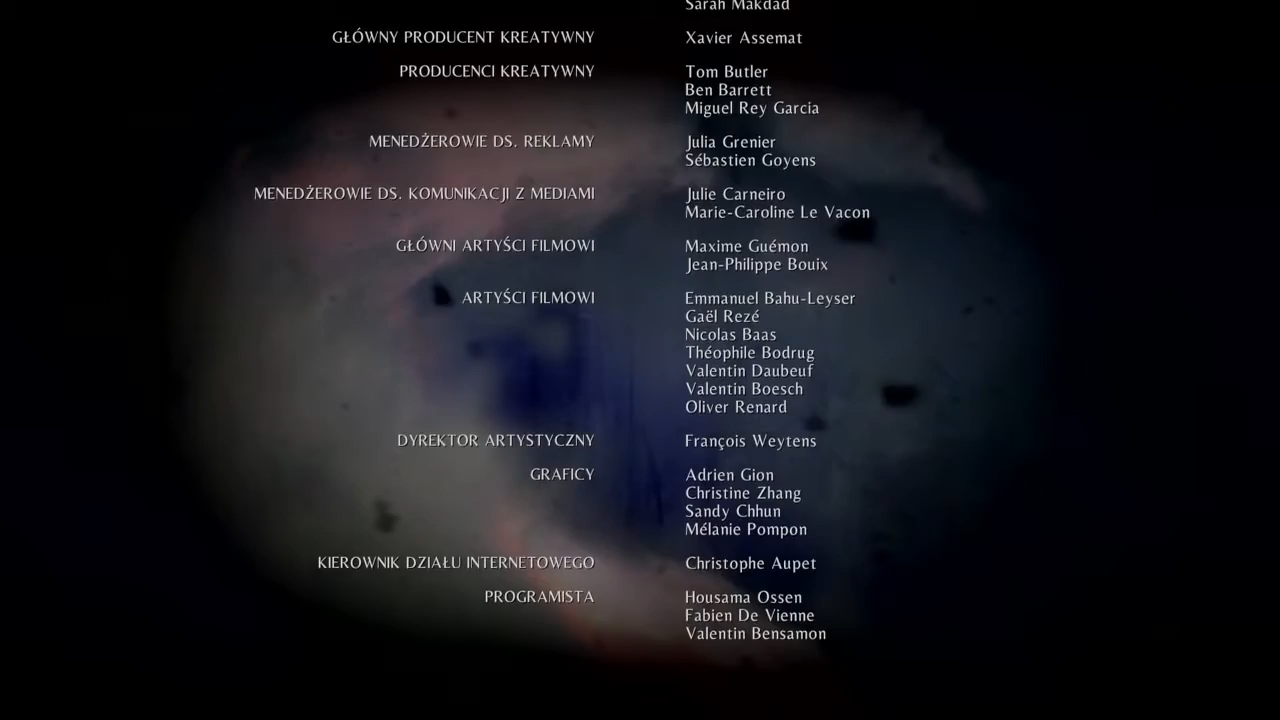 Sarah Makdad
GŁÓWNY PRODUCENT KREATYWNY Xavier Assemat
PRODUCENCI KREATYWNY Tom Butler
Ben Barrett
Miguel Rey Garcia
MENEDŻEROWIE DS. REKLAMY Julia Grenier
Sébastien Goyens
MENEDŻEROWIE DS. KOMUNIKACJI Z MEDIAMI Julie Carneiro
Marie-Caroline Le Vacon
GŁÓWNI ARTYŚCI FILMOWI Maxime Guémon
Jean-Philippe Bouix
ARTYŚCI FILMOWI Emmanuel Bahu-Leyser
Gaël Rezé
Nicolas Baas
Théophile Bodrug
Valentin Daubeuf
Valentin Boesch
Oliver Renard
DYREKTOR ARTYSTYCZNY François Weytens
GRAFICY Adrien Gion
Christine Zhang
Sandy Chhun
Mélanie Pompon
KIEROWNIK DZIAŁU INTERNETOWEGO Christophe Aupet
PROGRAMISTA Housama Ossen
Fabien De Vienne
Valentin Bensamon